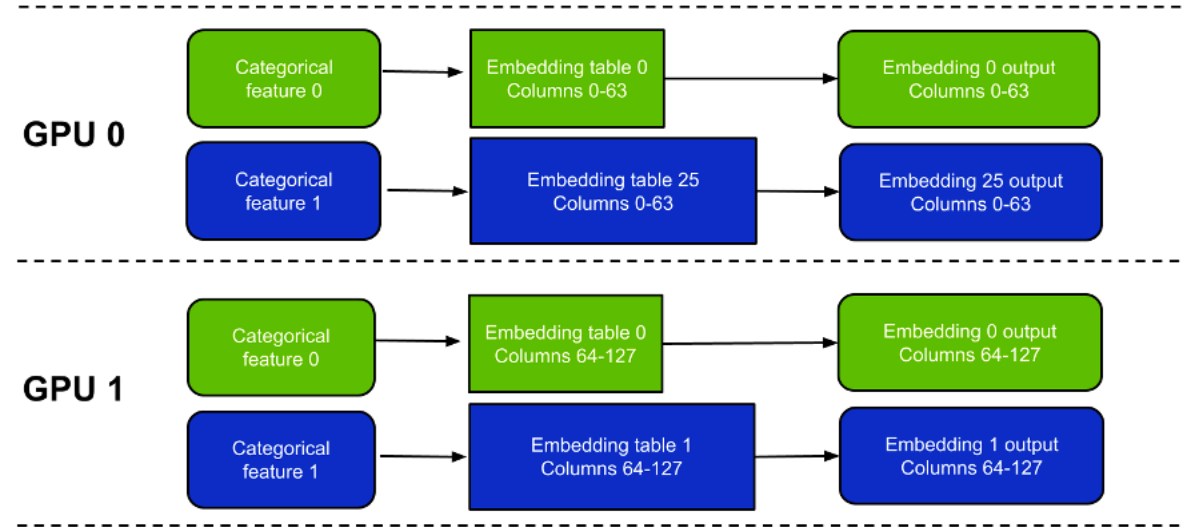 GPU 0
Categorical
feature 0
Embedding table 0
Columns 0-63
Embedding 0 output
Columns 0-63
Categorical
feature 1
Embedding table 25
Columns 0-63
Embedding 25 output
Columns 0-63
GPU 1
Categorical
feature 0
Embedding table 0
Columns 64-127
Embedding 0 output
Columns 64-127
Categorical
feature 1
Embedding table 1
Columns 64-127
Embedding 1 output
Columns 64-127